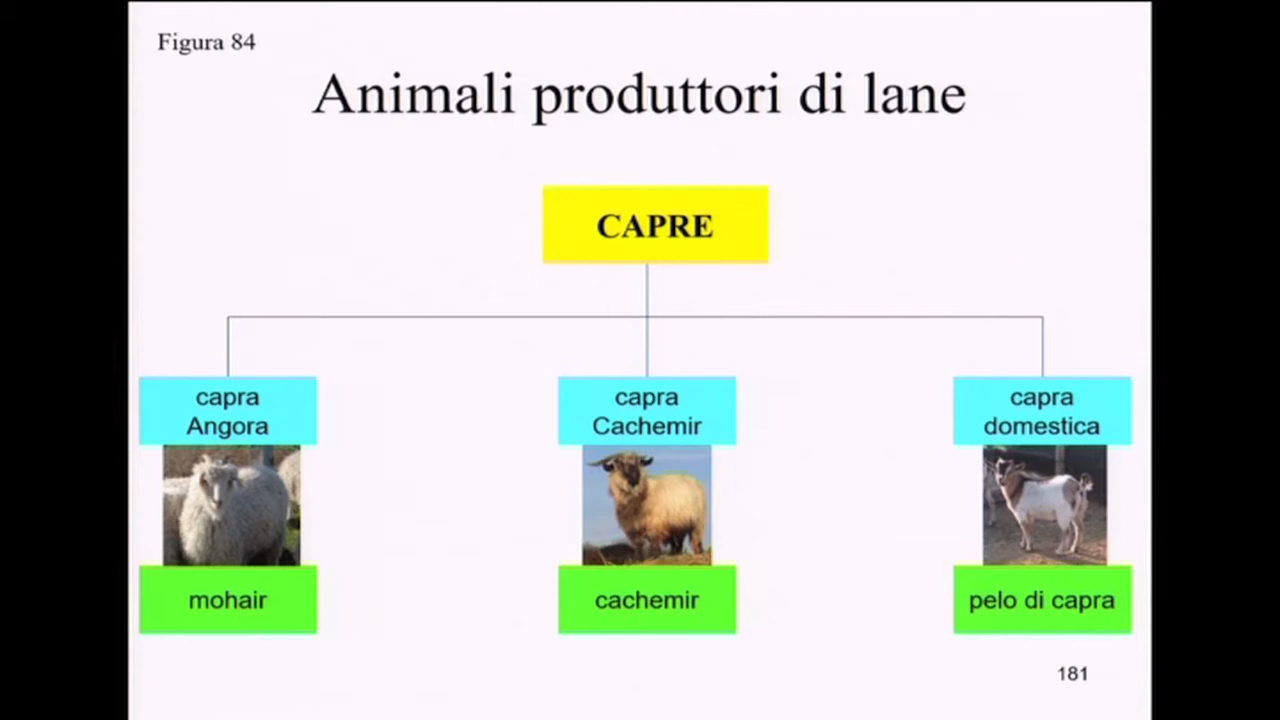 Figura 84
Animali produttori di lane
CAPRE
capra
Angora
capra
Cachemir
capra
domestica
mohair
cachemir
pelo di capra
181